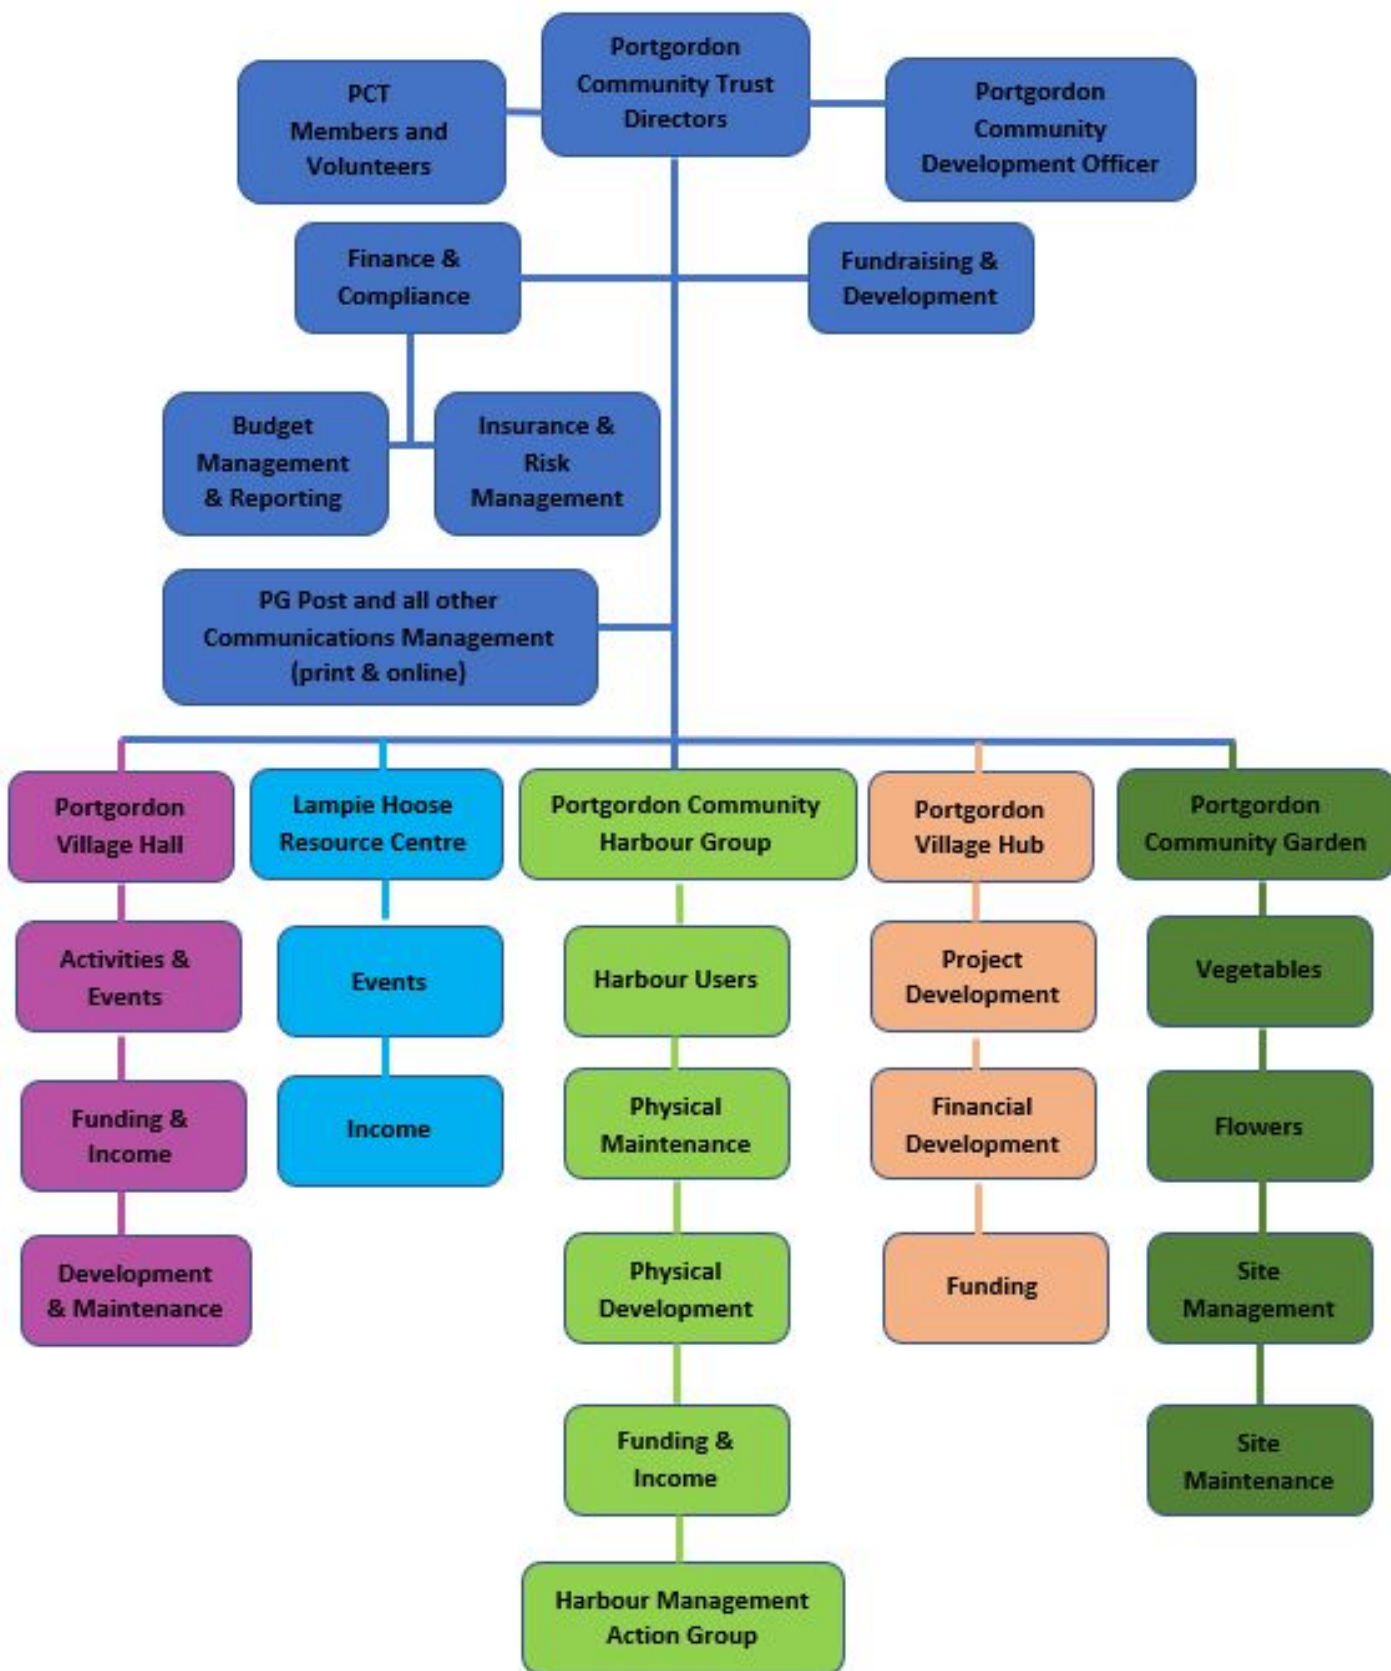 Portgordon
Community Trust
Directors
PCT
Members and
Volunteers
Portgordon
Community
Development Officer
Finance &
Compliance
Fundraising &
Development
Budget
Management
& Reporting
Insurance &
Risk
Management
PG Post and all other
Communications Management
(print & online)
Portgordon
Village Hall
Lampie Hoose
Resource Centre
Portgordon Community
Harbour Group
Portgordon
Village Hub
Portgordon
Community Garden
Activities &
Events
Events
Harbour Users
Project
Development
Vegetables
Funding &
Income
Income
Physical
Maintenance
Financial
Development
Flowers
Development
& Maintenance
Physical
Development
Funding
Site
Management
Funding &
Income
Site
Maintenance
Harbour Management
Action Group